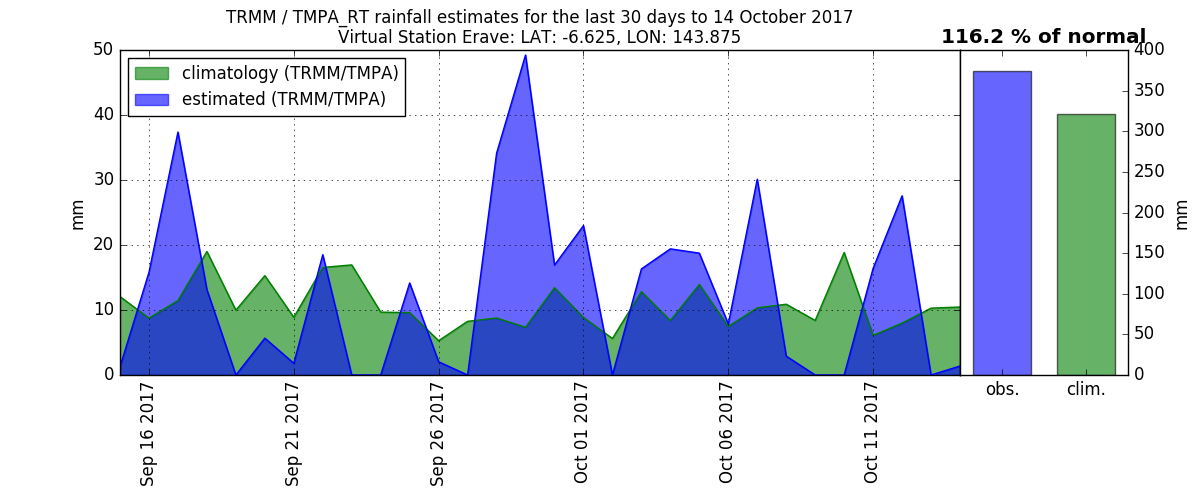 TRMM / TMPA_RT rainfall estimates for the last 30 days to 14 October 2017
Virtual Station Erave: LAT: -6.625, LON: 143.875
116.2 % of normal
climatology (TRMM/TMPA)
estimated (TRMM/TMPA)
mm
50
40
30
20
10
0
Sep 16 2017
Sep 21 2017
Sep 26 2017
Oct 01 2017
Oct 06 2017
Oct 11 2017
obs.
clim.
400
350
300
250
200
150
100
50
0
mm